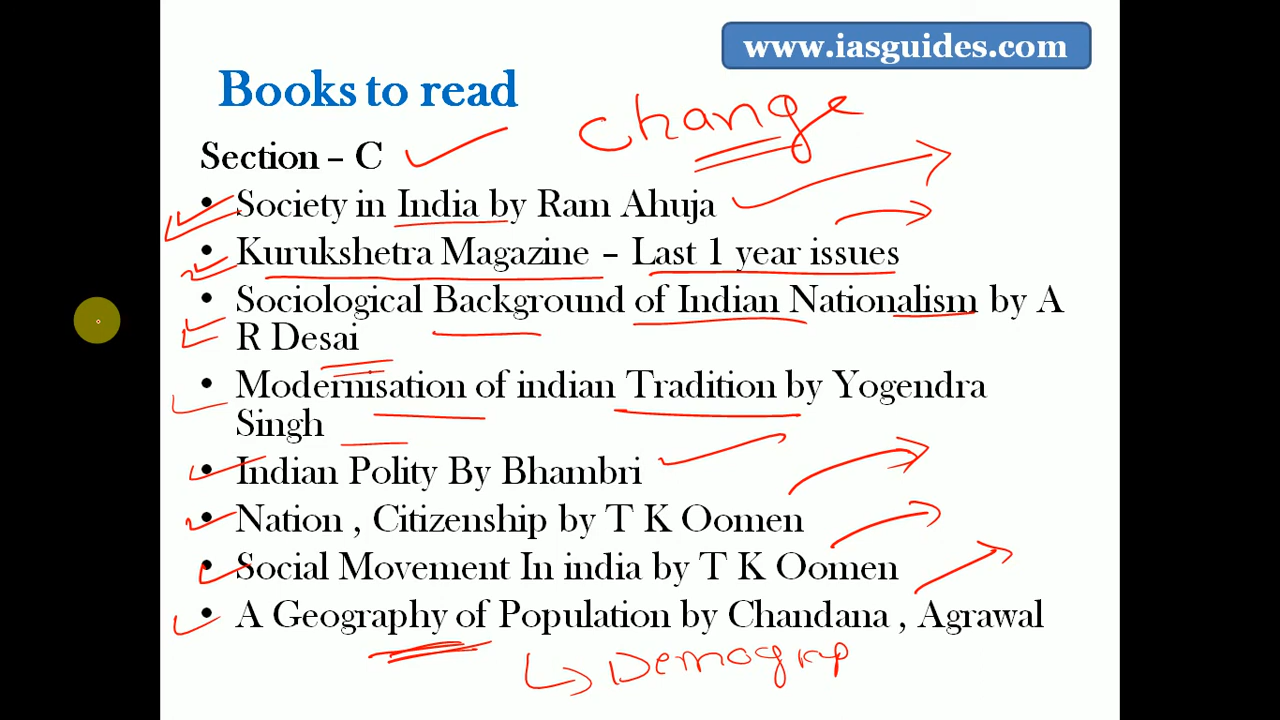 www.iasguides.com
Books to read
change
Section – C
• Society in India by Ram Ahuja
• Kurukshetra Magazine – Last 1 year issues
• Sociological Background of Indian Nationalism by A
R Desai
• Modernisation of indian Tradition by Yogendra
Singh
• Indian Polity By Bhambri
• Nation , Citizenship by T K Oomen
• Social Movement In india by T K Oomen
• A Geography of Population by Chandana , Agrawal